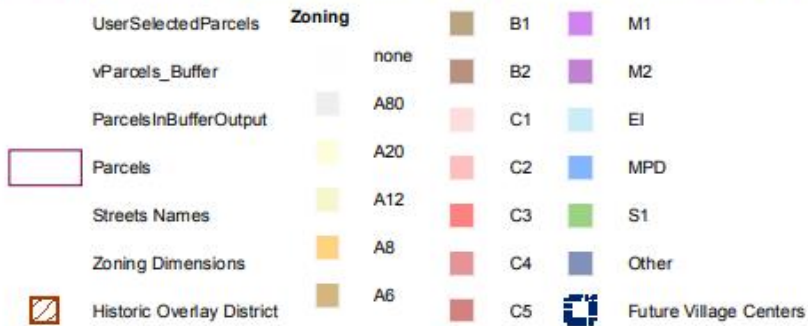 UserSelectedParcels
vParcels_Buffer
ParcelsInBufferOutput
Parcels
Streets Names
Zoning Dimensions
Historic Overlay District
Zoning
none
A80
A20
A12
A8
A6
B1
B2
C1
C2
C3
C4
C5
M1
M2
EI
MPD
S1
Other
Future Village Centers